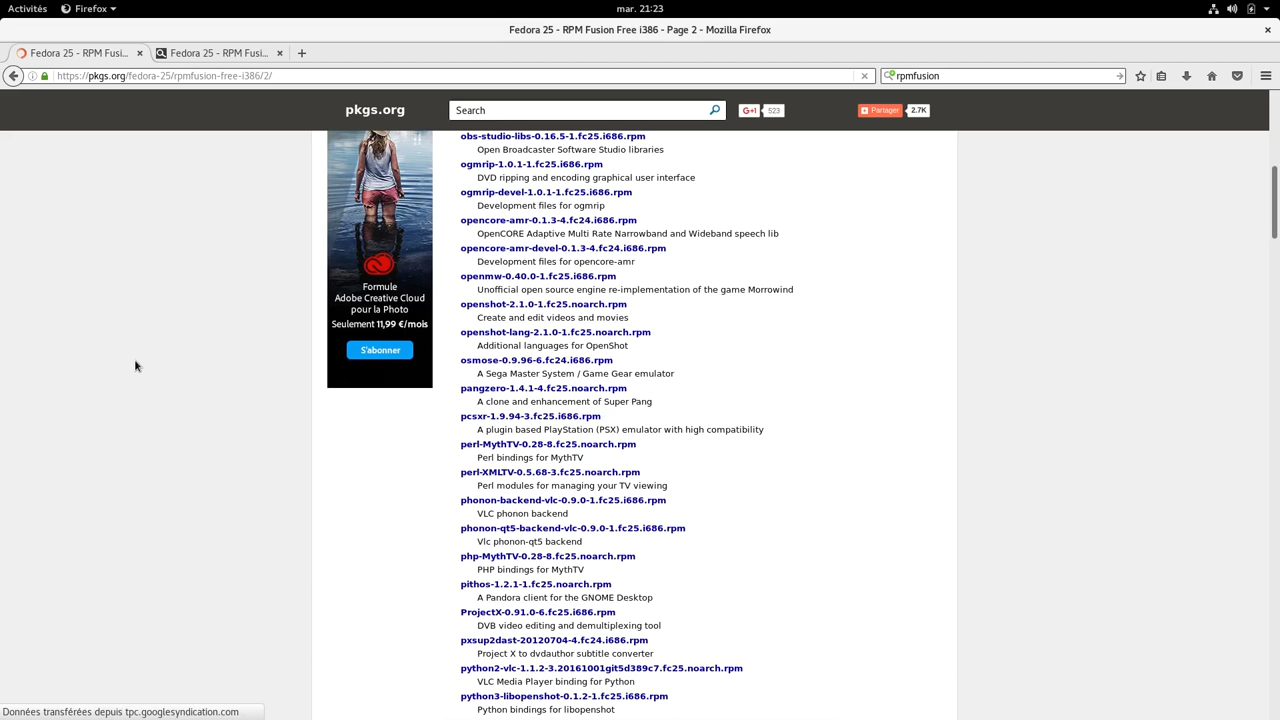 Activités
Firefox
mar. 21:23
Fedora 25 - RPM Fusion Free i386 - Page 2 - Mozilla Firefox
Fedora 25 - RPM Fusi...
Fedora 25 - RPM Fusi...
https://pkgs.org/fedora-25/rpmfusion-free-i386/2/
rpmfusion
pkgs.org
Search
G+1
523
Partager
2.7K
Formule
Adobe Creative Cloud
pour la Photo
Seulement 11,99 €/mois
S'abonner
obs-studio-libs-0.16.5-1.fc25.i686.rpm
Open Broadcaster Software Studio libraries
ogmrip-1.0.1-1.fc25.i686.rpm
DVD ripping and encoding graphical user interface
ogmrip-devel-1.0.1-1.fc25.i686.rpm
Development files for ogmrip
opencore-amr-0.1.3-4.fc24.i686.rpm
OpenCORE Adaptive Multi Rate Narrowband and Wideband speech lib
opencore-amr-devel-0.1.3-4.fc24.i686.rpm
Development files for opencore-amr
openmw-0.40.0-1.fc25.i686.rpm
Unofficial open source engine re-implementation of the game Morrowind
openshot-2.1.0-1.fc25.noarch.rpm
Create and edit videos and movies
openshot-lang-2.1.0-1.fc25.noarch.rpm
Additional languages for OpenShot
osmose-0.9.96-6.fc24.i686.rpm
A Sega Master System / Game Gear emulator
pangzero-1.4.1-4.fc24.noarch.rpm
A clone and enhancement of Super Pang
pcsxr-1.9.94-3.fc25.i686.rpm
A plugin based PlayStation (PSX) emulator with high compatibility
perl-MythTV-0.28-8.fc25.noarch.rpm
Perl bindings for MythTV
perl-XMLTV-0.5.68-3.fc25.noarch.rpm
Perl modules for managing your TV viewing
phonon-backend-vlc-0.9.0-1.fc25.i686.rpm
VLC phonon backend
phonon-qt5-backend-vlc-0.9.0-1.fc25.i686.rpm
Vlc phonon-qt5 backend
php-MythTV-0.28-8.fc25.noarch.rpm
PHP bindings for MythTV
pithos-1.2.1-1.fc25.noarch.rpm
A Pandora client for the GNOME Desktop
ProjectX-0.91.0-6.fc25.i686.rpm
DVB video editing and demultiplexing tool
pxsup2dast-20120704-4.fc24.i686.rpm
Project X to dvdauthor subtitle converter
python2-vlc-1.1.2-3.20161001git5d389c7.fc25.noarch.rpm
VLC Media Player binding for Python
python3-libopenshot-0.1.2-1.fc25.i686.rpm
Python bindings for libopenshot
Données transférées depuis tpc.googlesyndication.com